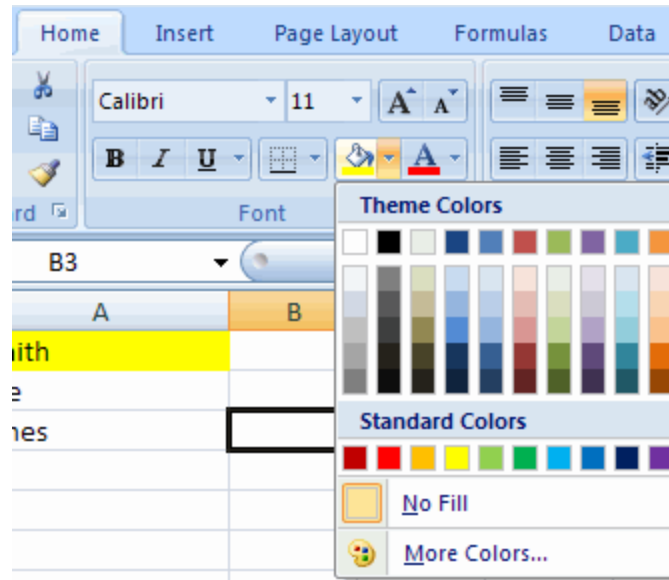 Home Insert Page Layout Formulas Data
Calibri 11 A A
B I U A
rd Font
Theme Colors
B3
A B
ith
e
nes
Standard Colors
No Fill
More Colors...